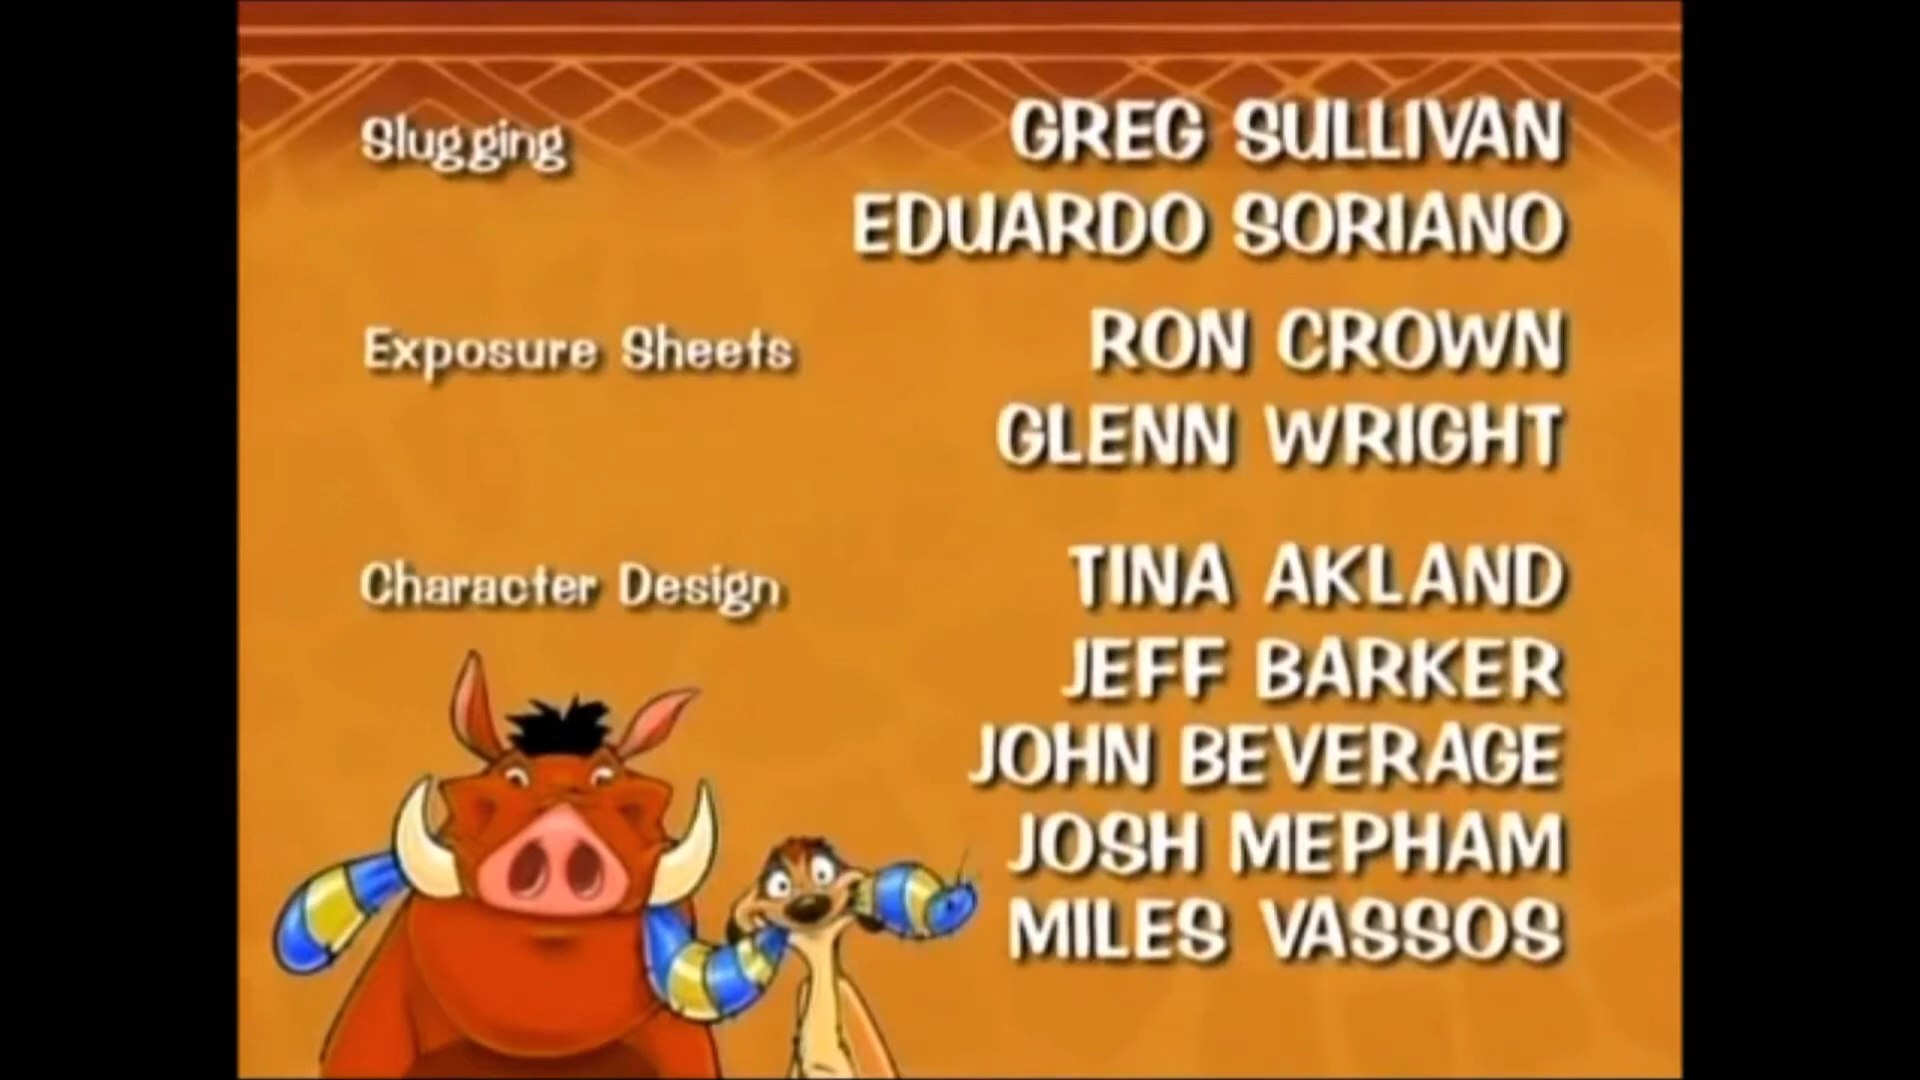 Slugging GREG SULLIVAN
EDUARDO SORIANO
Exposure Sheets RON CROWN
GLENN WRIGHT
Character Design TINA AKLAND
JEFF BARKER
JOHN BEVERAGE
JOSH MEPHAM
MILES VASSOS